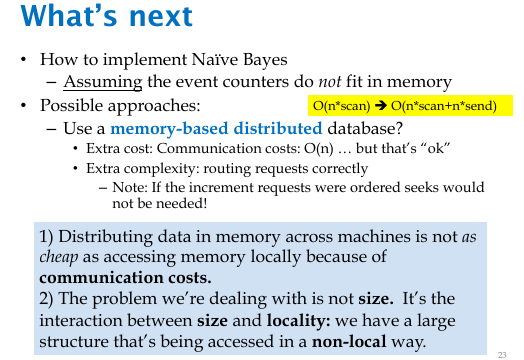 What's next
• How to implement Naïve Bayes
– Assuming the event counters do not fit in memory
• Possible approaches:
O(n*scan) ➔ O(n*scan+n*send)
– Use a memory-based distributed database?
• Extra cost: Communication costs: O(n) … but that's "ok"
• Extra complexity: routing requests correctly
– Note: If the increment requests were ordered seeks would
not be needed!
1) Distributing data in memory across machines is not as
cheap as accessing memory locally because of
communication costs.
2) The problem we're dealing with is not size. It's the
interaction between size and locality: we have a large
structure that's being accessed in a non-local way.
23